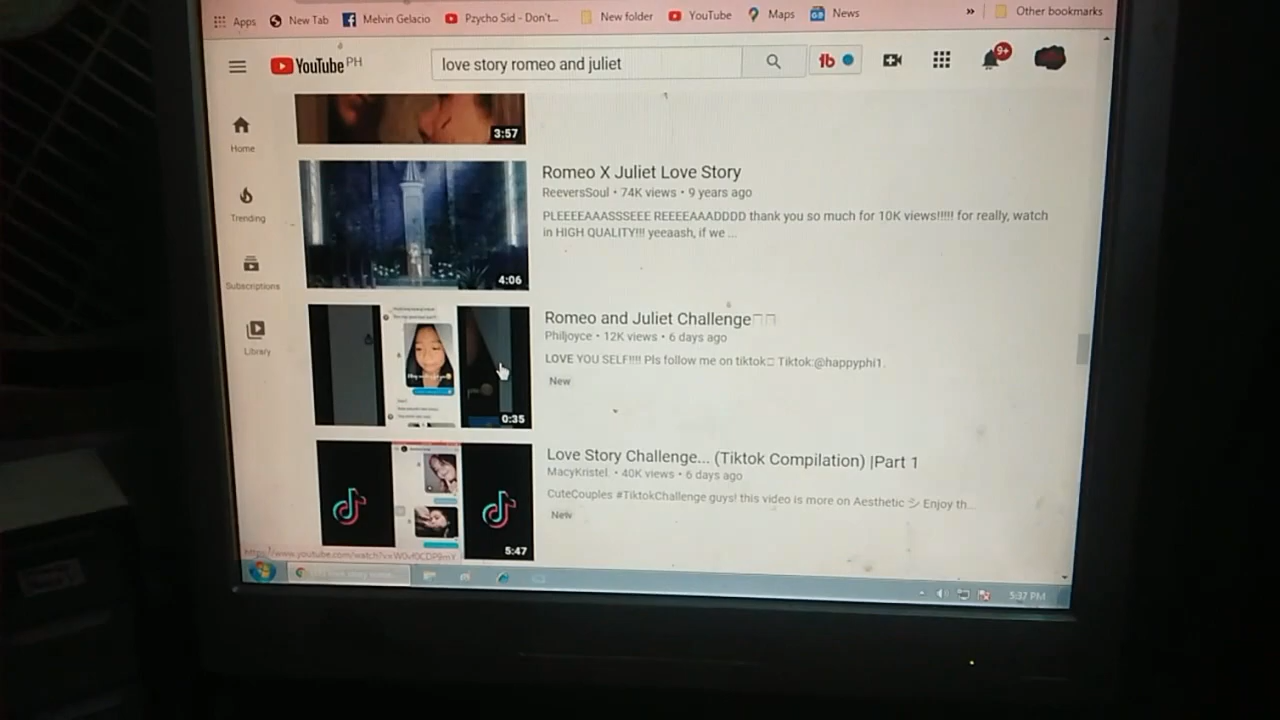 Apps New Tab Melvin Gelacio Pzycho Sid - Don't... New folder YouTube Maps News » Other bookmarks
YouTube PH love story romeo and juliet 9+
3:57
Home
Trending
Subscriptions
Library
Romeo X Juliet Love Story
ReeversSoul • 74K views • 9 years ago
PLEEEEAAASSSEEE REEEEAAADDDD thank you so much for 10K views!!!!! for really, watch
in HIGH QUALITY!!! yeeaash, if we ...
4:06
Romeo and Juliet Challenge
Philjoyce • 12K views • 6 days ago
LOVE YOU SELF!!!! Pls follow me on tiktok Tiktok:@happyphi1.
New
0:35
Love Story Challenge... (Tiktok Compilation) |Part 1
MacyKristel. • 40K views • 6 days ago
CuteCouples #TiktokChallenge guys! this video is more on Aesthetic シ Enjoy th...
New
5:47
5:37 PM